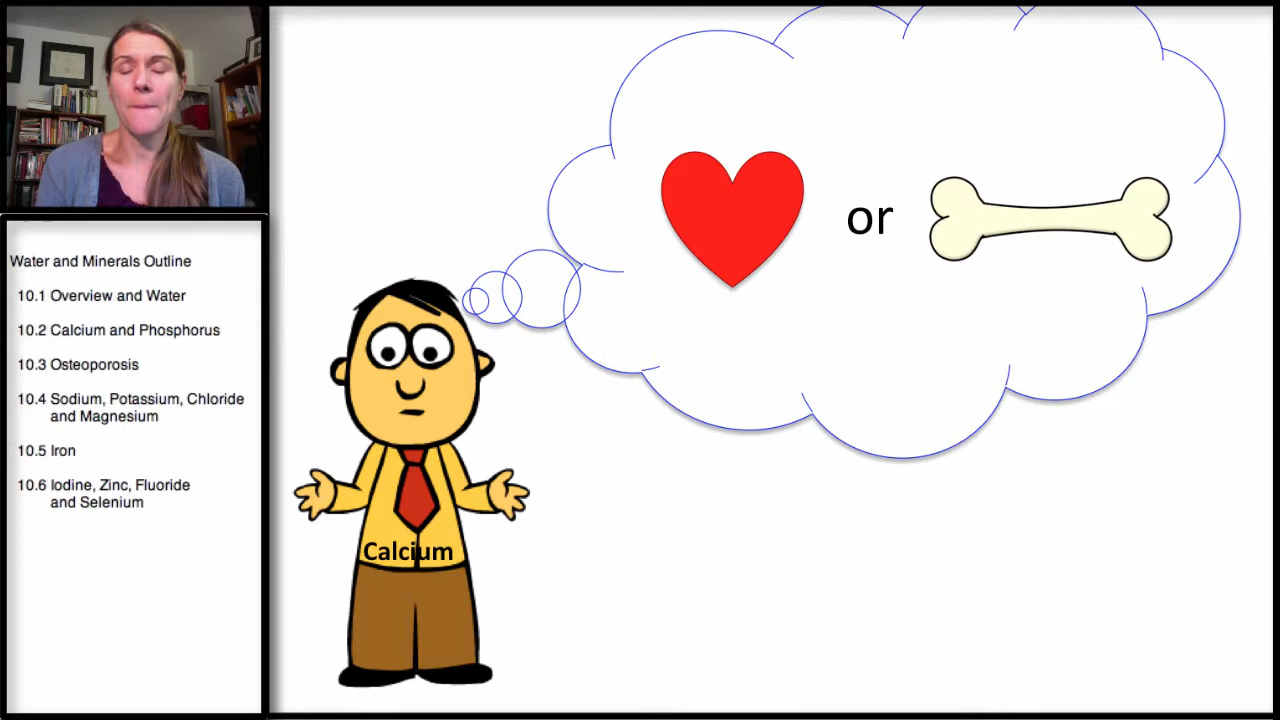 Water and Minerals Outline
10.1 Overview and Water
10.2 Calcium and Phosphorus
10.3 Osteoporosis
10.4 Sodium, Potassium, Chloride
and Magnesium
10.5 Iron
10.6 Iodine, Zinc, Fluoride
and Selenium
or
Calcium